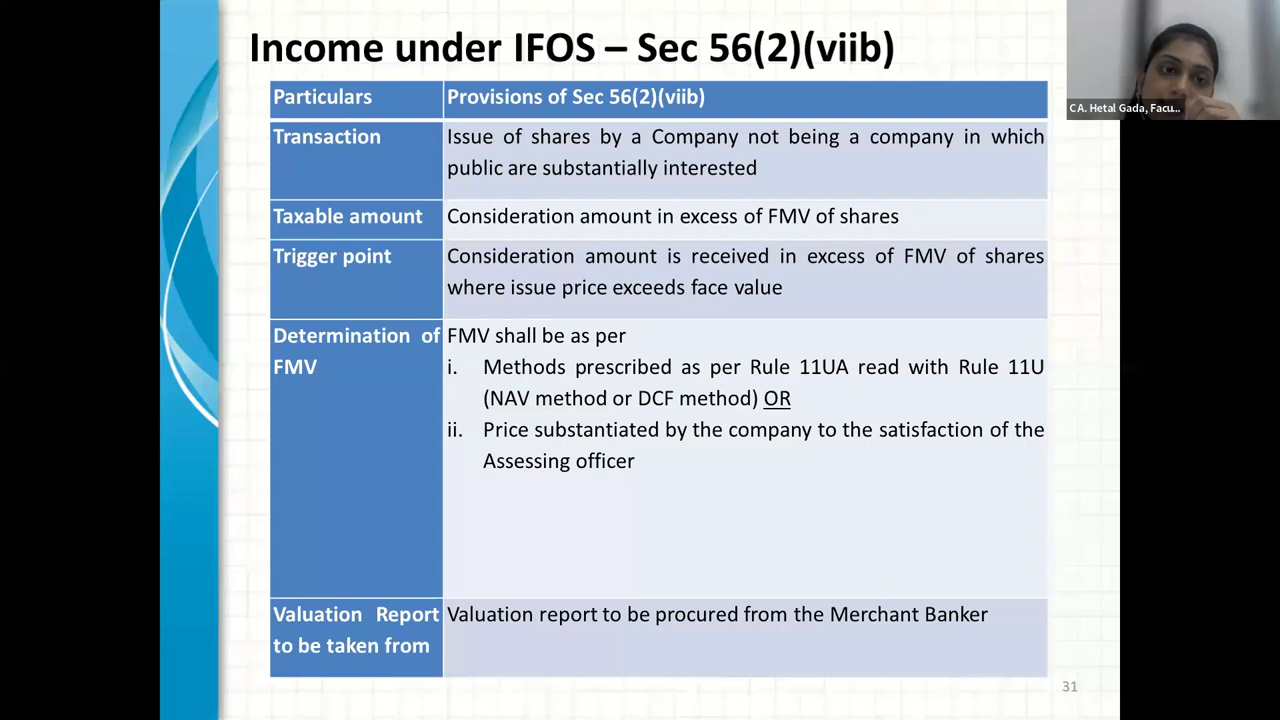 Income under IFOS – Sec 56(2)(viib)
CA. Hetal Gada, Facu...
Particulars
Provisions of Sec 56(2)(viib)
Transaction
Issue of shares by a Company not being a company in which
public are substantially interested
Taxable amount
Consideration amount in excess of FMV of shares
Trigger point
Consideration amount is received in excess of FMV of shares
where issue price exceeds face value
Determination of
FMV
FMV shall be as per
i. Methods prescribed as per Rule 11UA read with Rule 11U
(NAV method or DCF method) OR
ii. Price substantiated by the company to the satisfaction of the
Assessing officer
Valuation Report
to be taken from
Valuation report to be procured from the Merchant Banker
31